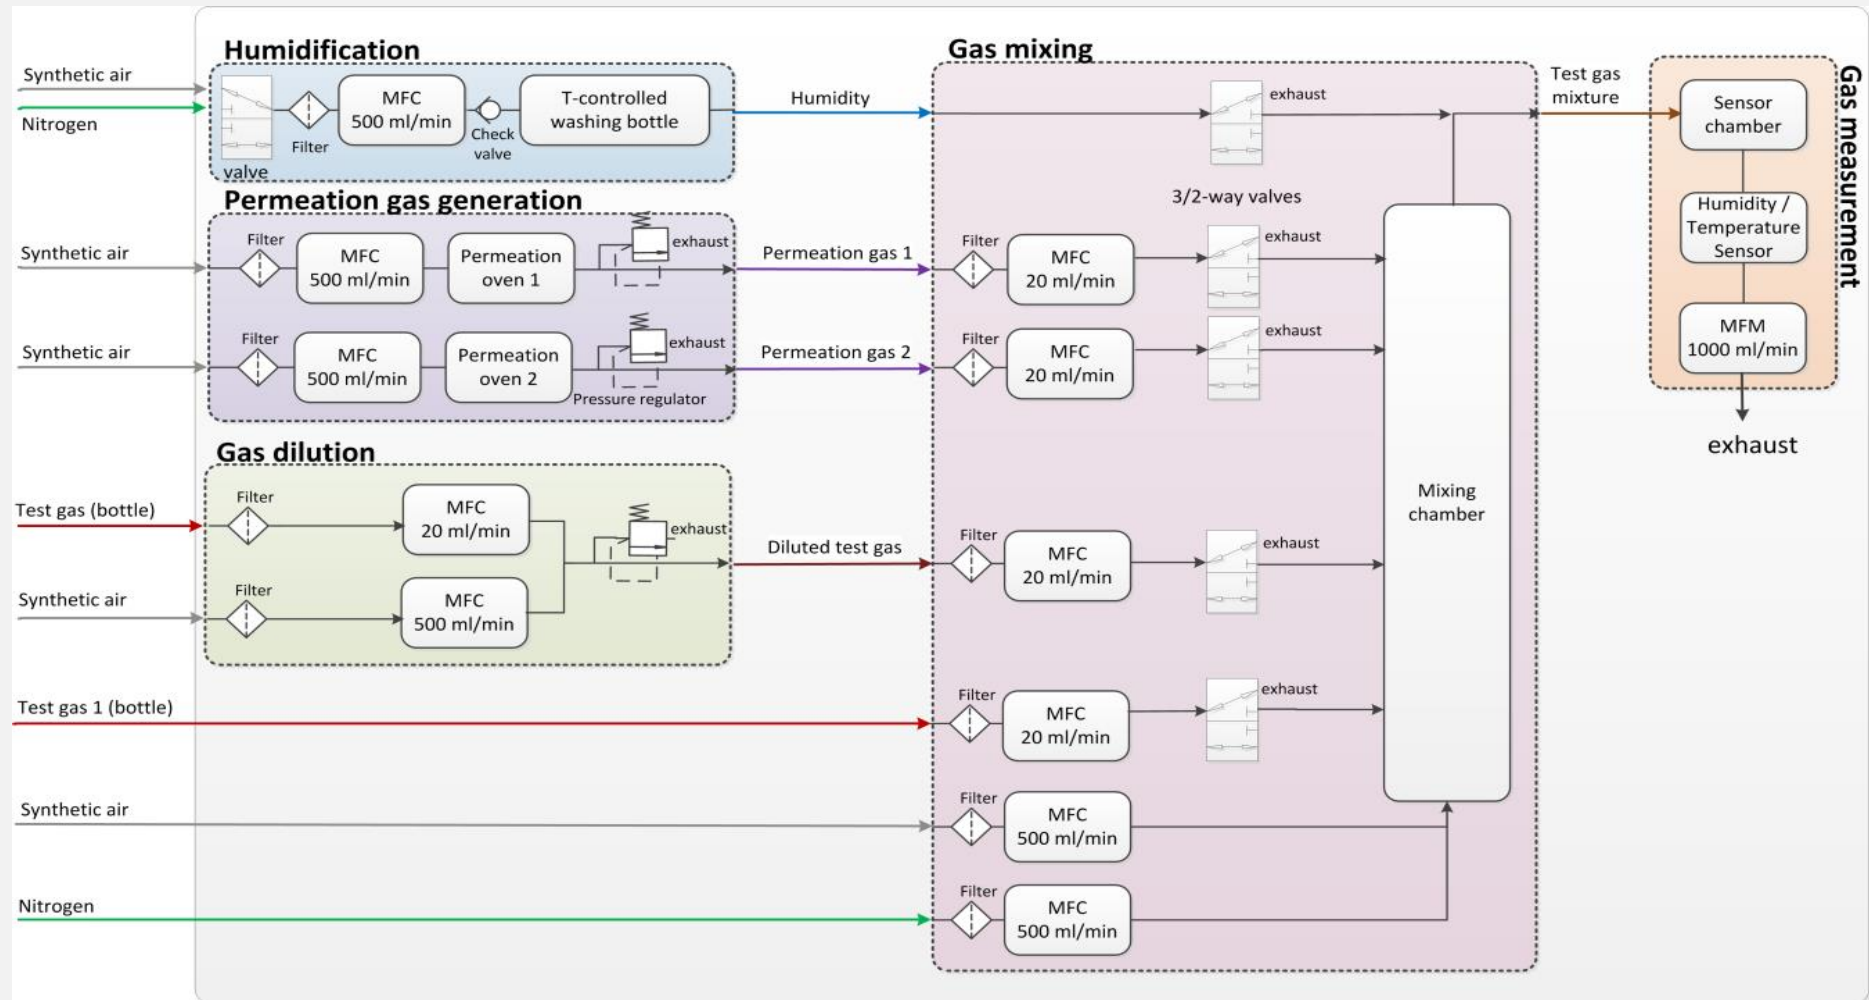 Humidification
Synthetic air
Nitrogen
valve
Filter
MFC
500 ml/min
Check
valve
T-controlled
washing bottle
Humidity
Permeation gas generation
Synthetic air
Filter
MFC
500 ml/min
Permeation
oven 1
exhaust
Permeation gas 1
Synthetic air
Filter
MFC
500 ml/min
Permeation
oven 2
exhaust
Pressure regulator
Permeation gas 2
Gas dilution
Test gas (bottle)
Filter
MFC
20 ml/min
Synthetic air
Filter
MFC
500 ml/min
exhaust
Diluted test gas
Test gas 1 (bottle)
Synthetic air
Nitrogen
Gas mixing
exhaust
3/2-way valves
Filter
MFC
20 ml/min
exhaust
Filter
MFC
20 ml/min
exhaust
Filter
MFC
20 ml/min
exhaust
Filter
MFC
20 ml/min
exhaust
Filter
MFC
500 ml/min
Filter
MFC
500 ml/min
Mixing
chamber
Test gas
mixture
Gas measurement
Sensor
chamber
Humidity /
Temperature
Sensor
MFM
1000 ml/min
exhaust